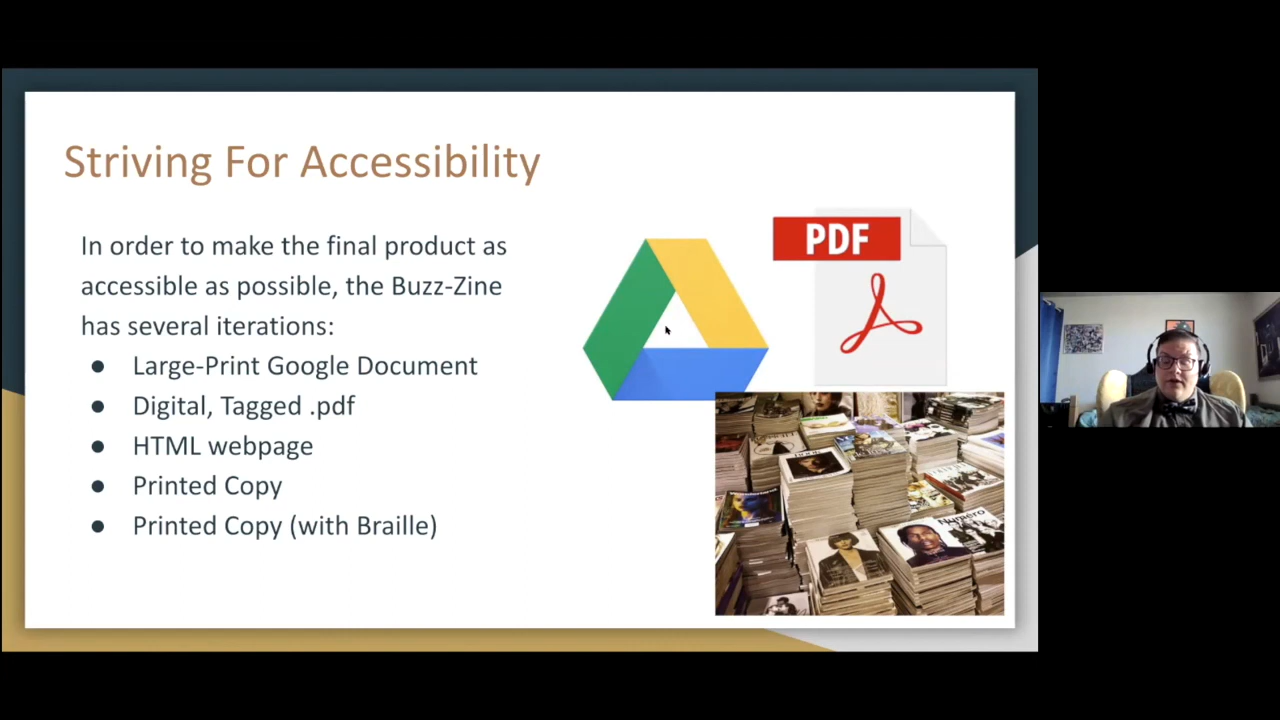 Striving For Accessibility
In order to make the final product as
accessible as possible, the Buzz-Zine
has several iterations:
● Large-Print Google Document
● Digital, Tagged .pdf
● HTML webpage
● Printed Copy
● Printed Copy (with Braille)
PDF
Numéro